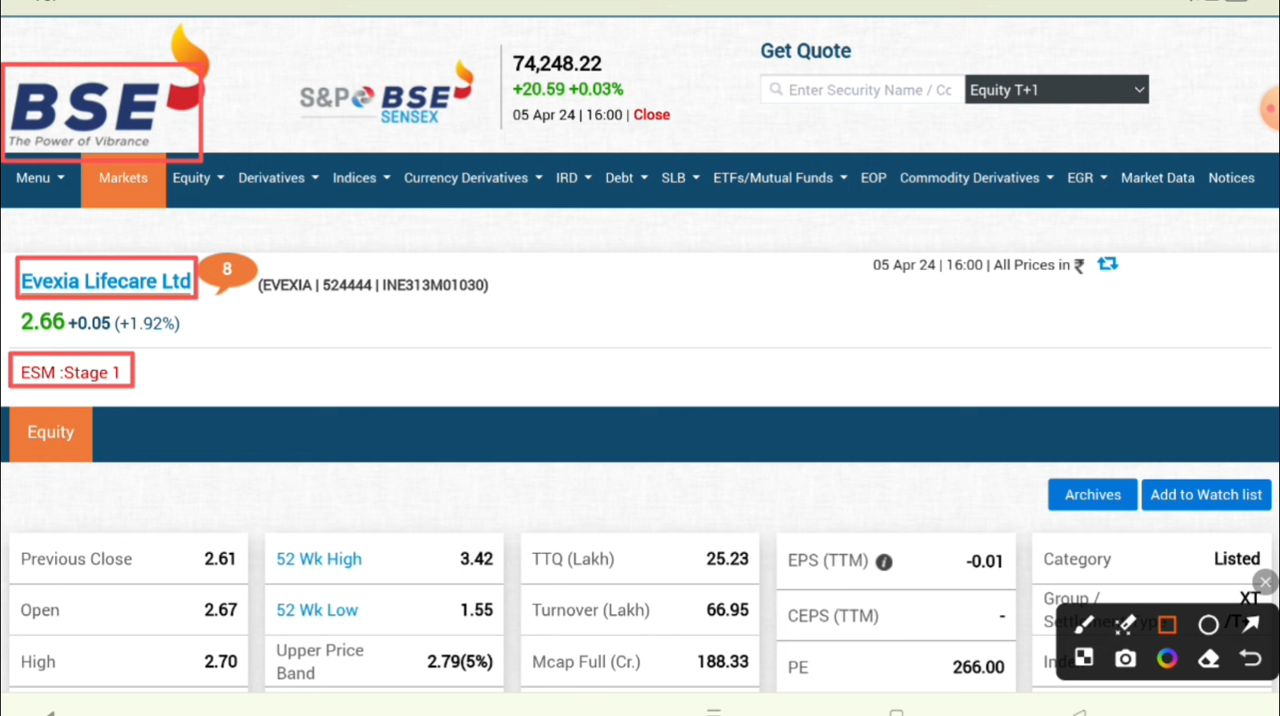 BSE
The Power of Vibrance
S&P BSE
SENSEX
74,248.22
+20.59 +0.03%
05 Apr 24 | 16:00 | Close
Get Quote
Enter Security Name / Cc
Equity T+1
Menu Markets Equity Derivatives Indices Currency Derivatives IRD Debt SLB ETFs/Mutual Funds EOP Commodity Derivatives EGR Market Data Notices
Evexia Lifecare Ltd
8
(EVEXIA | 524444 | INE313M01030)
05 Apr 24 | 16:00 | All Prices in ₹
2.66 +0.05 (+1.92%)
ESM :Stage 1
Equity
Archives
Add to Watch list
Previous Close 2.61
Open 2.67
High 2.70
52 Wk High 3.42
52 Wk Low 1.55
Upper Price
Band 2.79(5%)
TTQ (Lakh) 25.23
Turnover (Lakh) 66.95
Mcap Full (Cr.) 188.33
EPS (TTM) -0.01
CEPS (TTM) -
PE 266.00
Category Listed
Group / XT